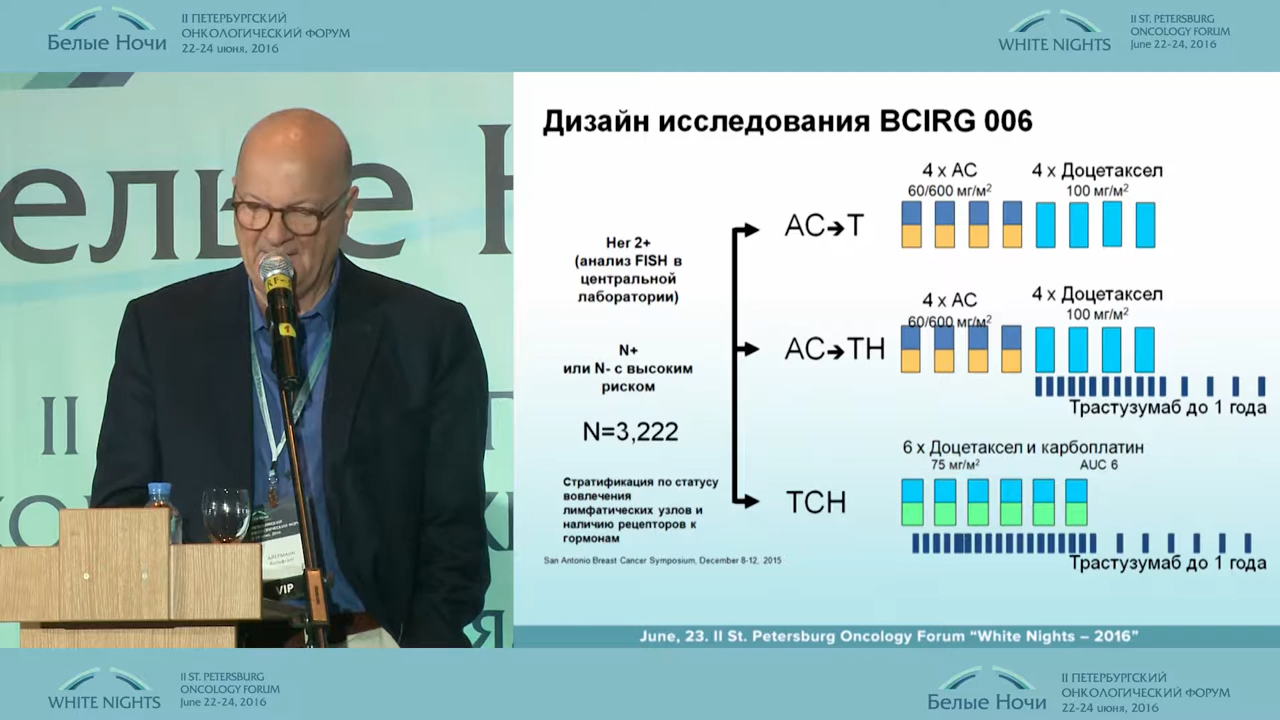 Белые Ночи
II ПЕТЕРБУРГСКИЙ
ОНКОЛОГИЧЕСКИЙ ФОРУМ
22-24 июня, 2016
WHITE NIGHTS
II ST. PETERSBURG
ONCOLOGY FORUM
June 22-24, 2016
елые Н
II
VIP
Дизайн исследования BCIRG 006
Her 2+
(анализ FISH в
центральной
лаборатории)
N+
или N- с высоким
риском
N=3,222
Стратификация по статусу
вовлечения
лимфатических узлов и
наличию рецепторов к
гормонам
San Antonio Breast Cancer Symposium, December 8-12, 2015
AC➔T
4 x AC
60/600 мг/м²
4 x Доцетаксел
100 мг/м²
AC➔TH
4 x AC
60/600 мг/м²
4 x Доцетаксел
100 мг/м²
Трастузумаб до 1 года
TCH
6 x Доцетаксел и карбоплатин
75 мг/м²
AUC 6
Трастузумаб до 1 года
June, 23. II St. Petersburg Oncology Forum “White Nights – 2016”
WHITE NIGHTS
II ST. PETERSBURG
ONCOLOGY FORUM
June 22-24, 2016
Белые Ночи
II ПЕТЕРБУРГСКИЙ
ОНКОЛОГИЧЕСКИЙ ФОРУМ
22-24 июня, 2016